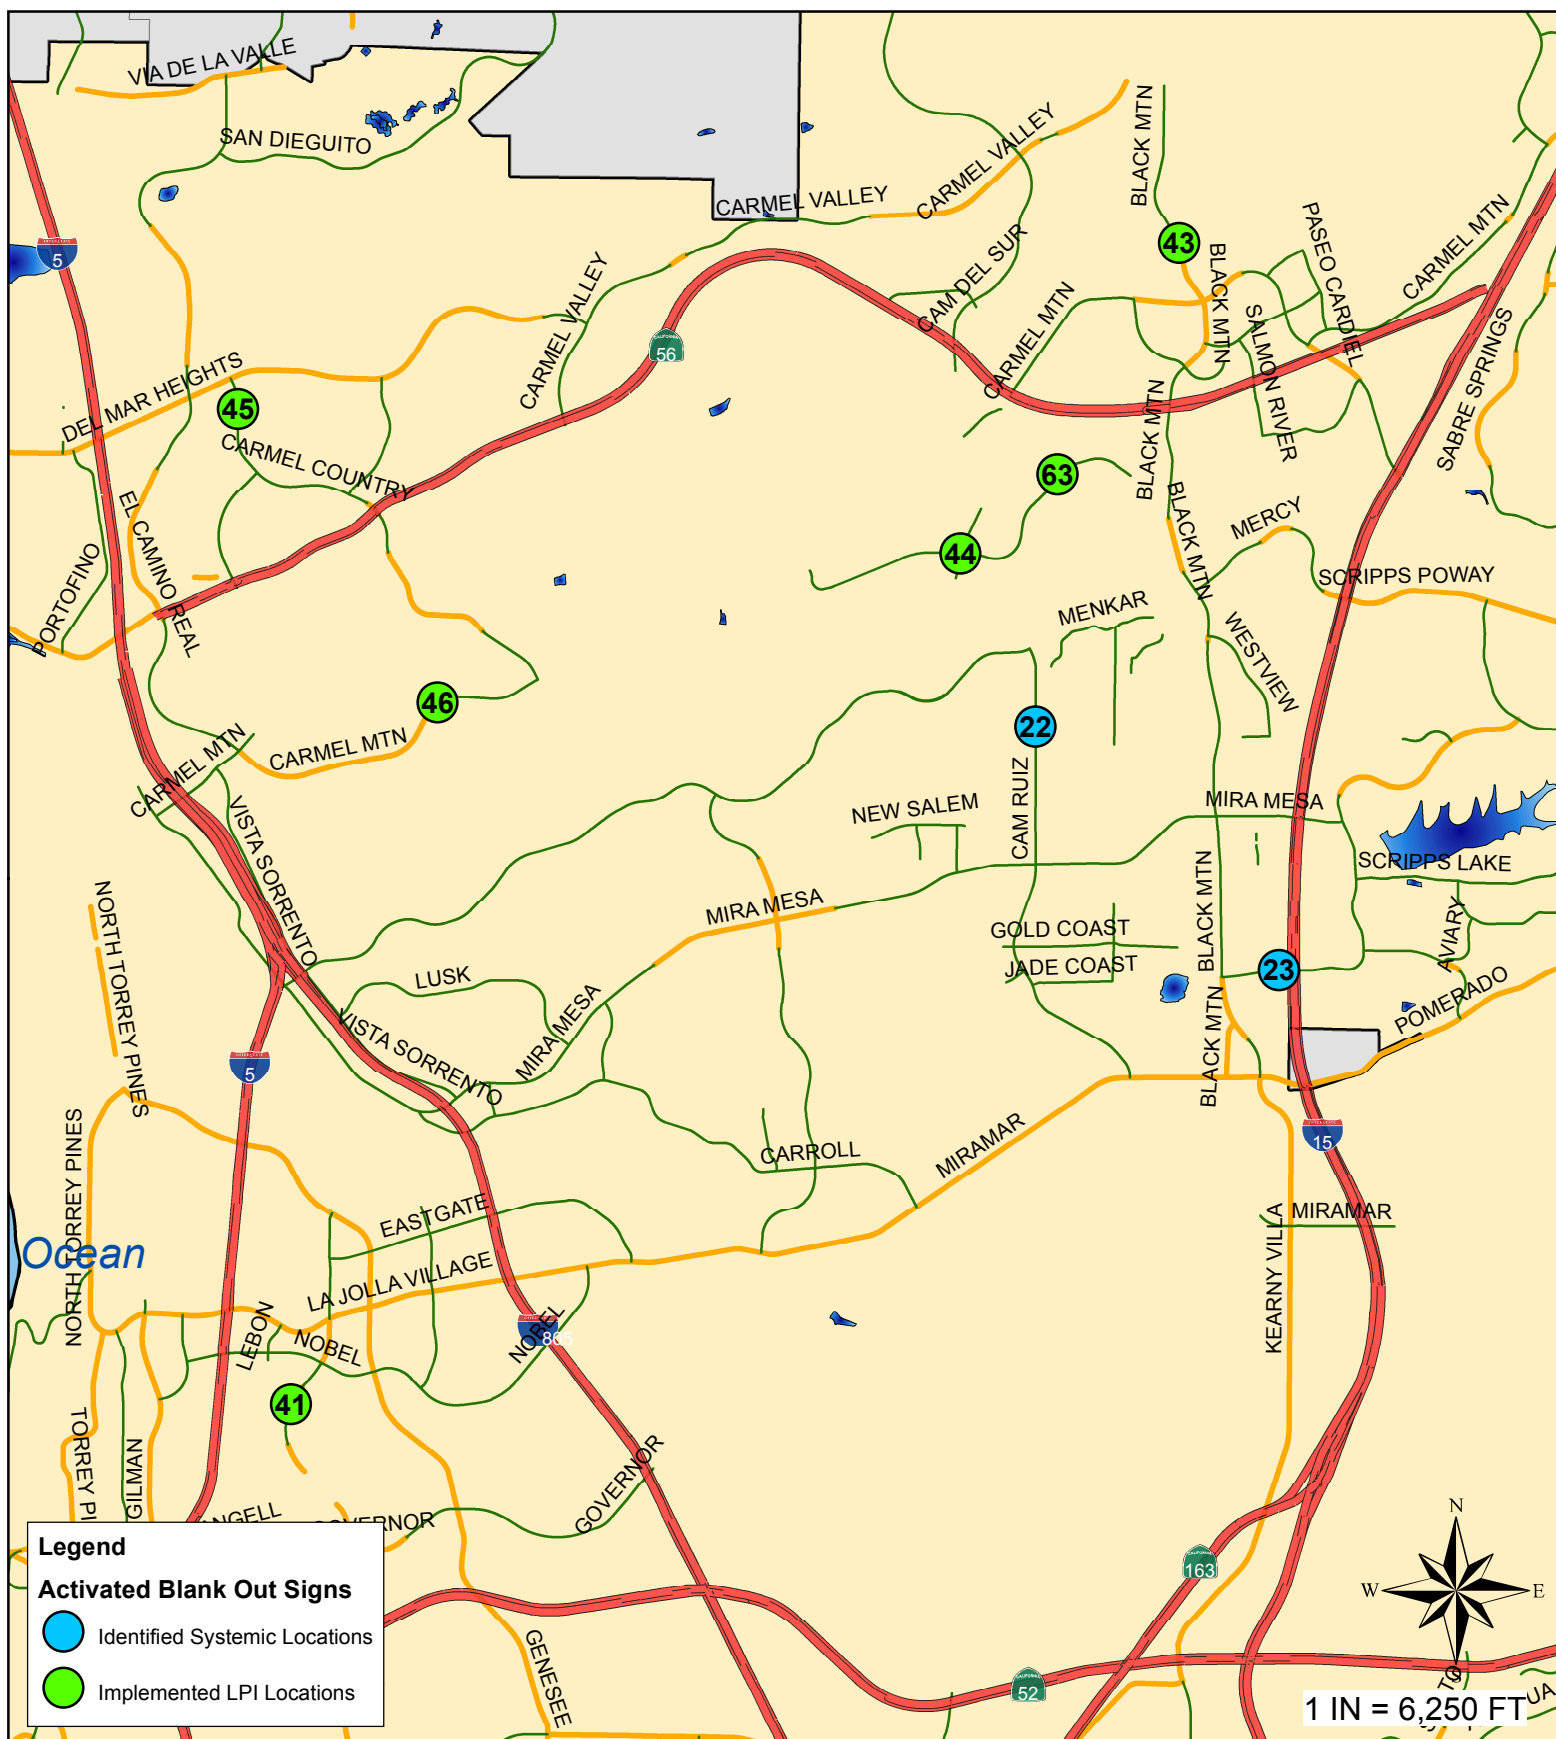 VIA DE LA VALLE
SAN DIEGUITO
CARMEL VALLEY
CARMEL VALLEY
BLACK MTN
43
PASEO CARDIEL
CARMEL MTN
5
CARMEL VALLEY
CAM DEL SUR
BLACK MTN
CARMEL MTN
SALMON RIVER
56
SABRE SPRINGS
DEL MAR HEIGHTS
45
CARMEL COUNTRY
BLACK MTN
63
BLACK MTN
MERCY
EL CAMINO REAL
44
PORTOFINO
SCRIPPS POWAY
MENKAR
WESTVIEW
46
22
CARMEL MTN
CARMEL MTN
CAM RUIZ
NEW SALEM
MIRA MESA
VISTA SORRENTO
SCRIPPS LAKE
NORTH TORREY PINES
MIRA MESA
BLACK MTN
AVIARY
GOLD COAST
JADE COAST
23
LUSK
MIRA MESA
VISTA SORRENTO
BLACK MTN
POMERADO
5
NORTH TORREY PINES
15
CARROLL
MIRAMAR
EASTGATE
MIRAMAR
Ocean
LA JOLLA VILLAGE
KEARNY VILLA
LEBON
NOBEL
NOBEL
805
41
TORREY PI
GILMAN
GOVERNOR
NGELL
VERNOR
N
W
E
163
GENESEE
52
TO
UA
Legend
Activated Blank Out Signs
Identified Systemic Locations
Implemented LPI Locations
1 IN = 6,250 FT